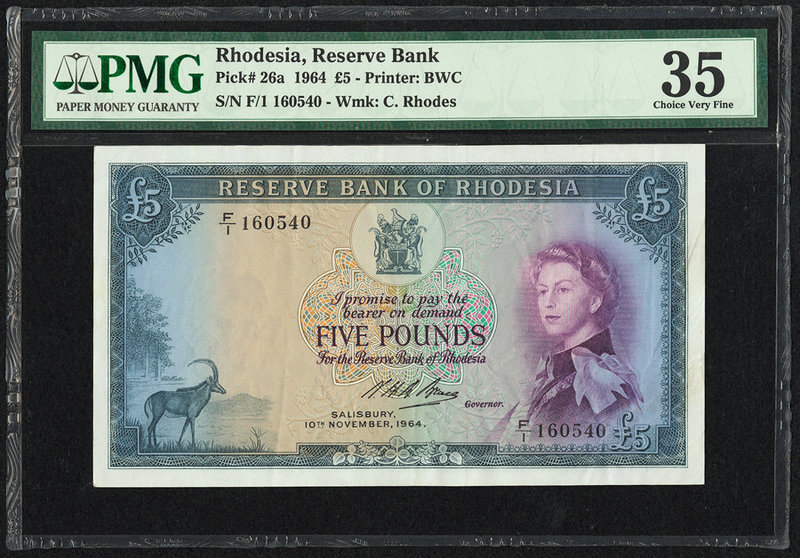 PMG
PAPER MONEY GUARANTY
Rhodesia, Reserve Bank
Pick# 26a 1964 £5 - Printer: BWC
S/N F/1 160540 - Wmk: C. Rhodes
35
Choice Very Fine
£5 RESERVE BANK OF RHODESIA £5
F/1 160540
I promise to pay the
bearer on demand
FIVE POUNDS
For the Reserve Bank of Rhodesia
Governor.
SALISBURY,
10TH NOVEMBER, 1964.
F/1 160540 £5